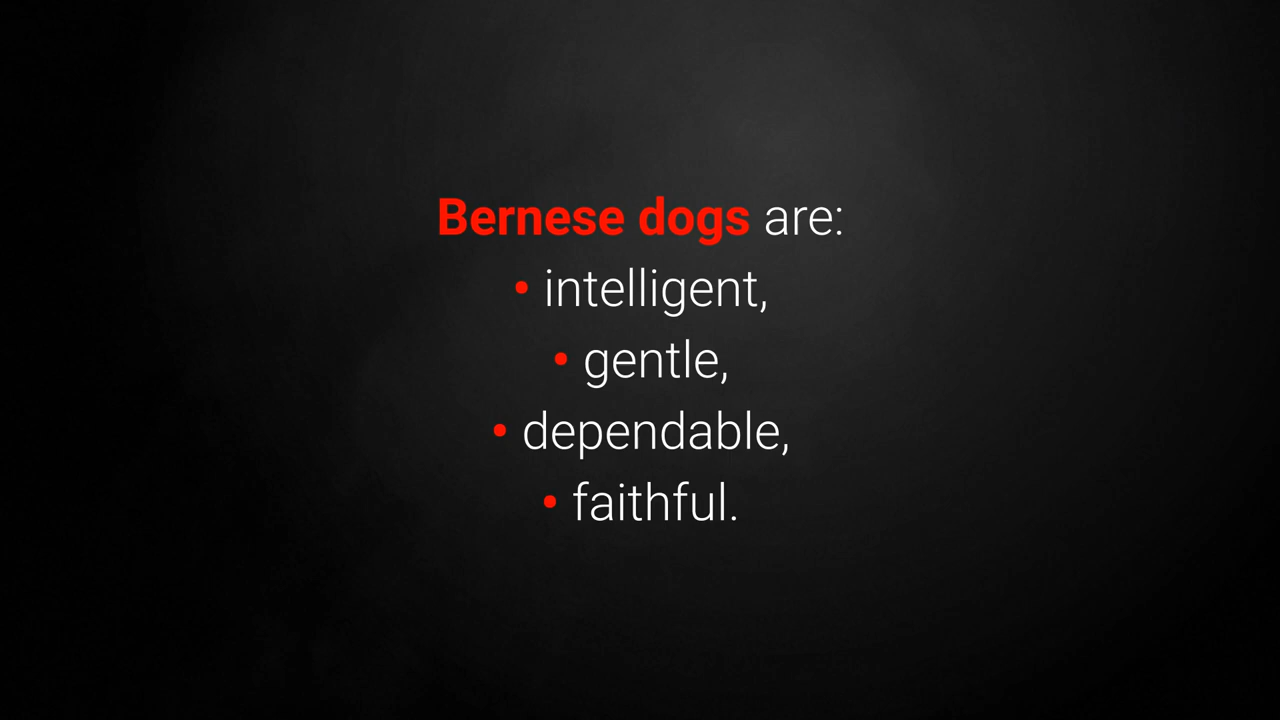 Bernese dogs are:
• intelligent,
• gentle,
• dependable,
• faithful.